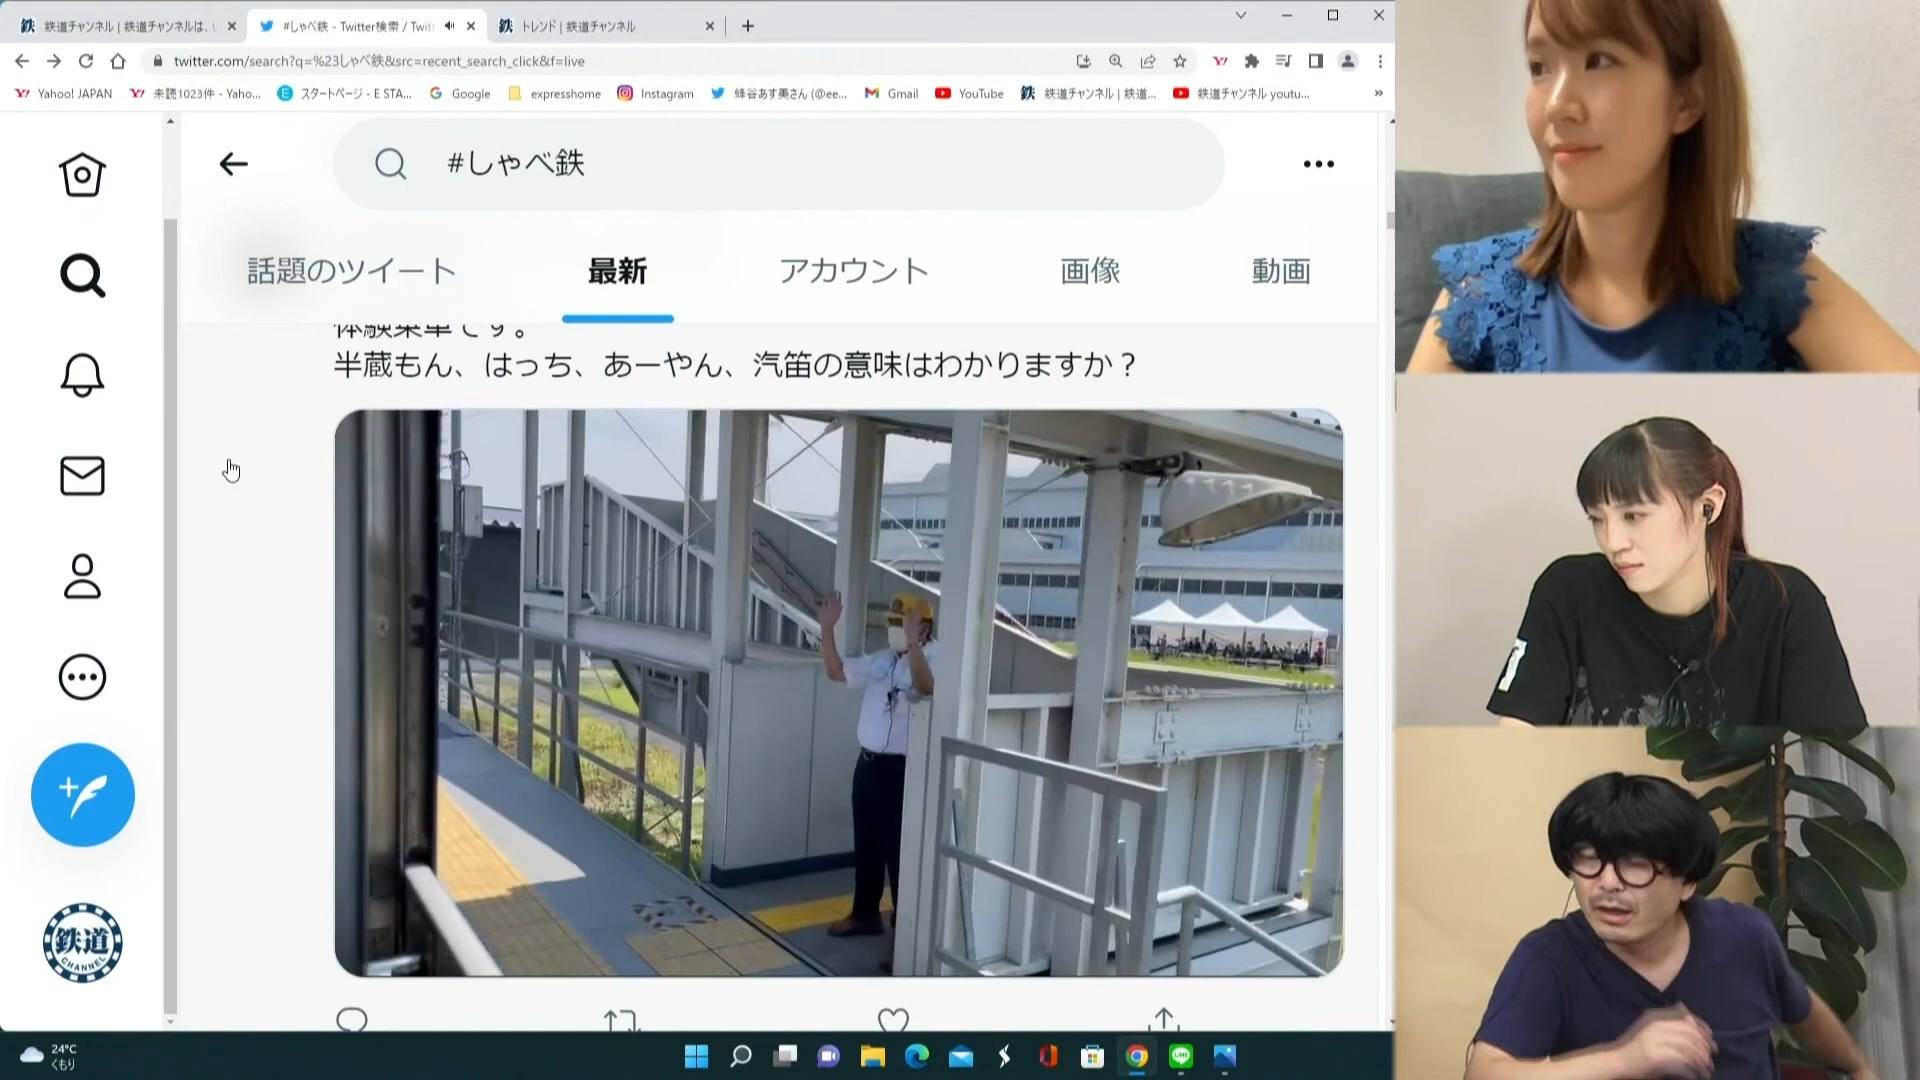 鉄道チャンネル | 鉄道チャンネルは、
#しゃべ鉄 - Twitter検索 / Twitt
トレンド | 鉄道チャンネル
twitter.com/search?q=%23しゃべ鉄&src=recent_search_click&f=live
Yahoo! JAPAN
未読1023件 - Yaho...
スタートページ - E STA...
Google
expresshome
Instagram
蜂谷あす美さん (@ee...
Gmail
YouTube
鉄道チャンネル | 鉄道...
鉄道チャンネル youtu...
#しゃべ鉄
話題のツイート
最新
アカウント
画像
動画
体験乗車です。
半蔵もん、はっち、あーやん、汽笛の意味はわかりますか？
鉄道
CHANNEL
24°C
くもり